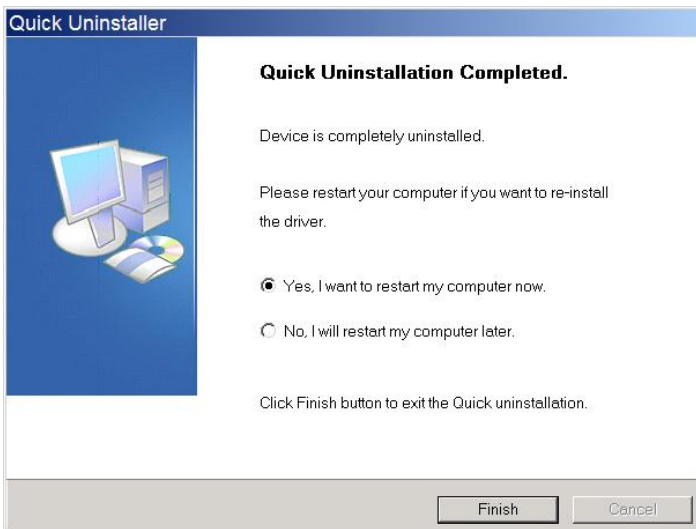 Quick Uninstaller
Quick Uninstallation Completed.
Device is completely uninstalled.
Please restart your computer if you want to re-install
the driver.
Yes, I want to restart my computer now.
No, I will restart my computer later.
Click Finish button to exit the Quick uninstallation.
Finish
Cancel